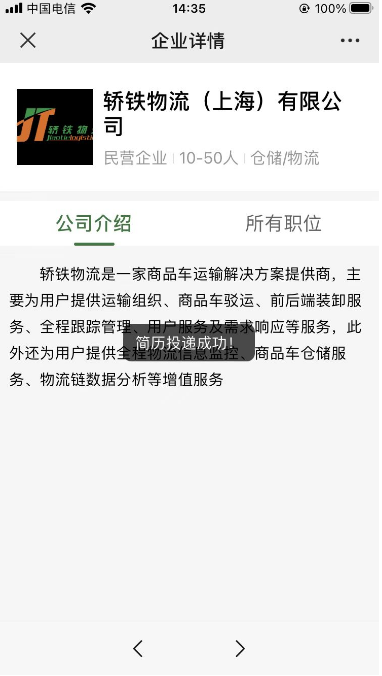 中国电信
14:35
100%
企业详情
轿铁物流（上海）有限公
司
JT
轿铁物
Jiaotielogisti
民营企业 | 10-50人 | 仓储/物流
公司介绍
所有职位
轿铁物流是一家商品车运输解决方案提供商，主
要为用户提供运输组织、商品车驳运、前后端装卸服
务、全程跟踪管理、用户服务及需求响应等服务，此
外还为用户提供全程物流信息监控、商品车仓储服
务、物流链数据分析等增值服务
简历投递成功！